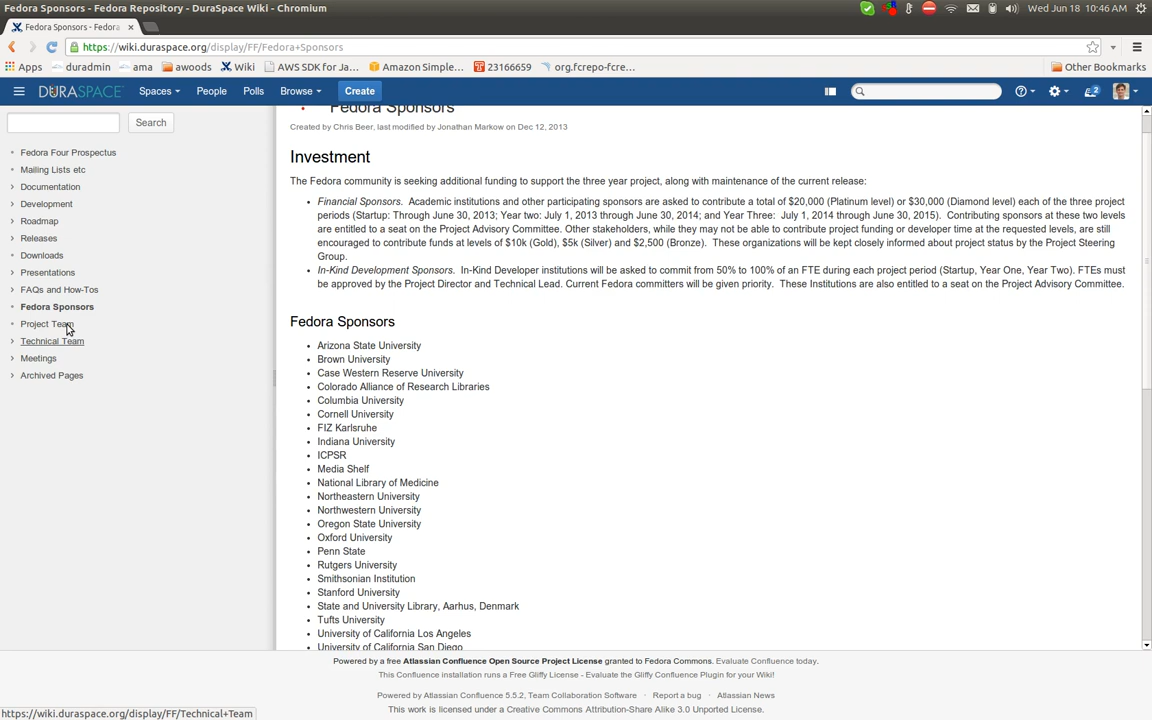 Fedora Sponsors - Fedora Repository - DuraSpace Wiki - Chromium
Wed Jun 18 10:46 AM
Fedora Sponsors - Fedora
https://wiki.duraspace.org/display/FF/Fedora+Sponsors
Apps duradmin ama awoods Wiki AWS SDK for Ja... Amazon Simple... 23166659 org.fcrepo-fcre... Other Bookmarks
DURASPACE Spaces People Polls Browse Create 2
Search
Fedora Four Prospectus
Mailing Lists etc
Documentation
Development
Roadmap
Releases
Downloads
Presentations
FAQs and How-Tos
Fedora Sponsors
Project Team
Technical Team
Meetings
Archived Pages
Fedora Sponsors
Created by Chris Beer, last modified by Jonathan Markow on Dec 12, 2013
Investment
The Fedora community is seeking additional funding to support the three year project, along with maintenance of the current release:
Financial Sponsors. Academic institutions and other participating sponsors are asked to contribute a total of $20,000 (Platinum level) or $30,000 (Diamond level) each of the three project
periods (Startup: Through June 30, 2013; Year two: July 1, 2013 through June 30, 2014; and Year Three: July 1, 2014 through June 30, 2015). Contributing sponsors at these two levels
are entitled to a seat on the Project Advisory Committee. Other stakeholders, while they may not be able to contribute project funding or developer time at the requested levels, are still
encouraged to contribute funds at levels of $10k (Gold), $5k (Silver) and $2,500 (Bronze). These organizations will be kept closely informed about project status by the Project Steering
Group.
In-Kind Development Sponsors. In-Kind Developer institutions will be asked to commit from 50% to 100% of an FTE during each project period (Startup, Year One, Year Two). FTEs must
be approved by the Project Director and Technical Lead. Current Fedora committers will be given priority. These Institutions are also entitled to a seat on the Project Advisory Committee.
Fedora Sponsors
Arizona State University
Brown University
Case Western Reserve University
Colorado Alliance of Research Libraries
Columbia University
Cornell University
FIZ Karlsruhe
Indiana University
ICPSR
Media Shelf
National Library of Medicine
Northeastern University
Northwestern University
Oregon State University
Oxford University
Penn State
Rutgers University
Smithsonian Institution
Stanford University
State and University Library, Aarhus, Denmark
Tufts University
University of California Los Angeles
University of California San Diego
Powered by a free Atlassian Confluence Open Source Project License granted to Fedora Commons. Evaluate Confluence today.
This Confluence installation runs a Free Gliffy License - Evaluate the Gliffy Confluence Plugin for your Wiki!
Powered by Atlassian Confluence 5.5.2, Team Collaboration Software · Report a bug · Atlassian News
This work is licensed under a Creative Commons Attribution-Share Alike 3.0 Unported License.
https://wiki.duraspace.org/display/FF/Technical+Team